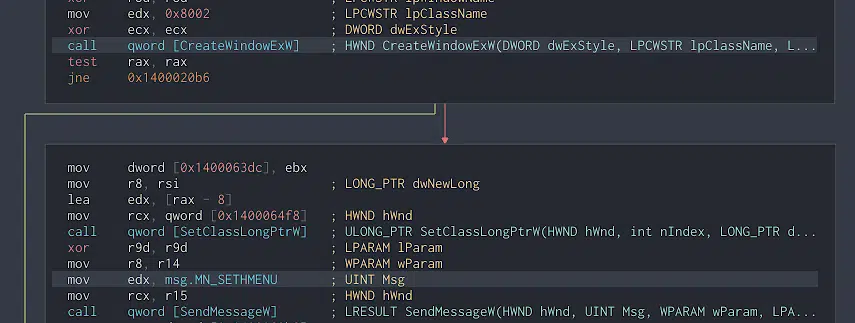 mov edx, 0x8002 ; LPCWSTR lpClassName
xor ecx, ecx ; DWORD dwExStyle
call qword [CreateWindowExW] ; HWND CreateWindowExW(DWORD dwExStyle, LPCWSTR lpClassName, L...
test rax, rax
jne 0x1400020b6
mov dword [0x1400063dc], ebx
mov r8, rsi ; LONG_PTR dwNewLong
lea edx, [rax - 8]
mov rcx, qword [0x1400064f8] ; HWND hWnd
call qword [SetClassLongPtrW] ; ULONG_PTR SetClassLongPtrW(HWND hWnd, int nIndex, LONG_PTR d...
xor r9d, r9d ; LPARAM lParam
mov r8, r14 ; WPARAM wParam
mov edx, msg.MN_SETHMENU ; UINT Msg
mov rcx, r15 ; HWND hWnd
call qword [SendMessageW] ; LRESULT SendMessageW(HWND hWnd, UINT Msg, WPARAM wParam, LPA...